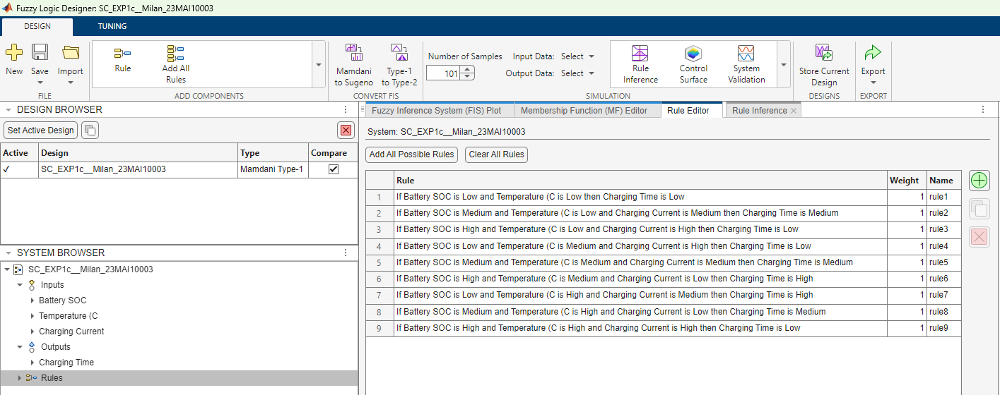 Fuzzy Logic Designer: SC_EXP1c__Milan_23MAI10003
DESIGN TUNING
New Save Import
FILE
Rule Add All Rules
ADD COMPONENTS
Mamdani to Sugeno Type-1 to Type-2
CONVERT FIS
Number of Samples Input Data: Select
101 Output Data: Select
Rule Inference Control Surface System Validation
SIMULATION
Store Current Design
DESIGNS
Export
EXPORT
DESIGN BROWSER
Set Active Design
Active Design Type Compare
SC_EXP1c__Milan_23MAI10003 Mamdani Type-1
SYSTEM BROWSER
SC_EXP1c__Milan_23MAI10003
Inputs
Battery SOC
Temperature (C
Charging Current
Outputs
Charging Time
Rules
Fuzzy Inference System (FIS) Plot Membership Function (MF) Editor Rule Editor Rule Inference
System: SC_EXP1c__Milan_23MAI10003
Add All Possible Rules Clear All Rules
Rule Weight Name
1 If Battery SOC is Low and Temperature (C is Low then Charging Time is Low 1 rule1
2 If Battery SOC is Medium and Temperature (C is Low and Charging Current is Medium then Charging Time is Medium 1 rule2
3 If Battery SOC is High and Temperature (C is Low and Charging Current is High then Charging Time is Low 1 rule3
4 If Battery SOC is Low and Temperature (C is Medium and Charging Current is High then Charging Time is Low 1 rule4
5 If Battery SOC is Medium and Temperature (C is Medium and Charging Current is Medium then Charging Time is Medium 1 rule5
6 If Battery SOC is High and Temperature (C is Medium and Charging Current is Low then Charging Time is High 1 rule6
7 If Battery SOC is Low and Temperature (C is High and Charging Current is Medium then Charging Time is High 1 rule7
8 If Battery SOC is Medium and Temperature (C is High and Charging Current is Low then Charging Time is Medium 1 rule8
9 If Battery SOC is High and Temperature (C is High and Charging Current is High then Charging Time is Low 1 rule9